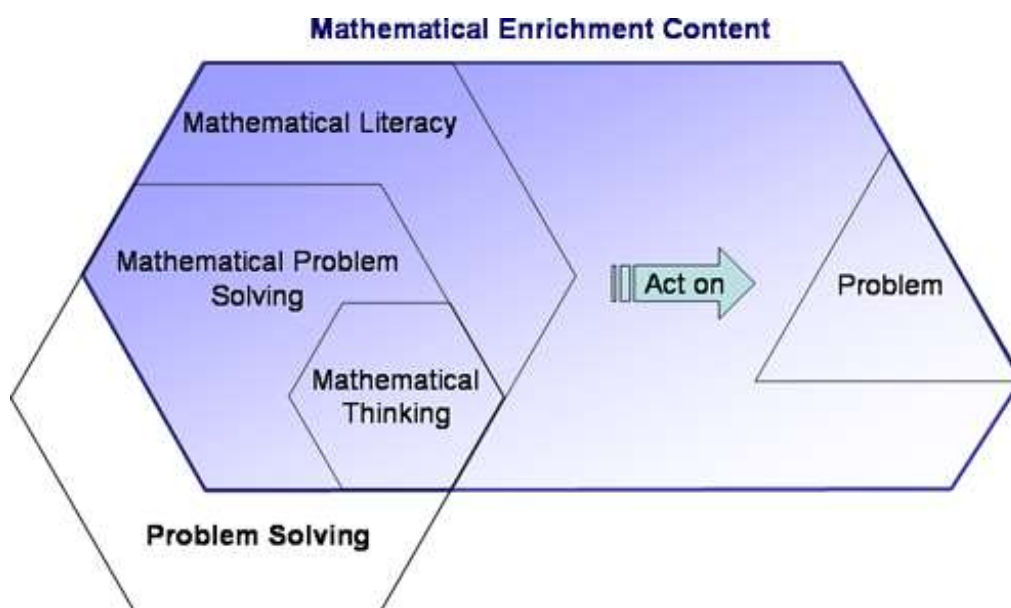 Mathematical Enrichment Content
Mathematical Literacy
Mathematical Problem
Solving
Act on
Problem
Mathematical
Thinking
Problem Solving